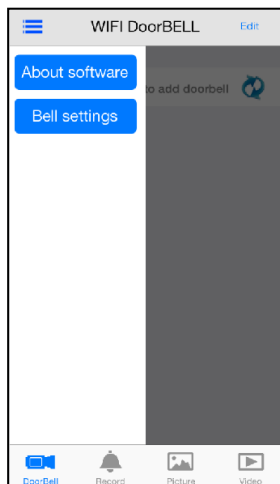 WIFI DoorBELL Edit
About software
to add doorbell
Bell settings
DoorBell Record Picture Video